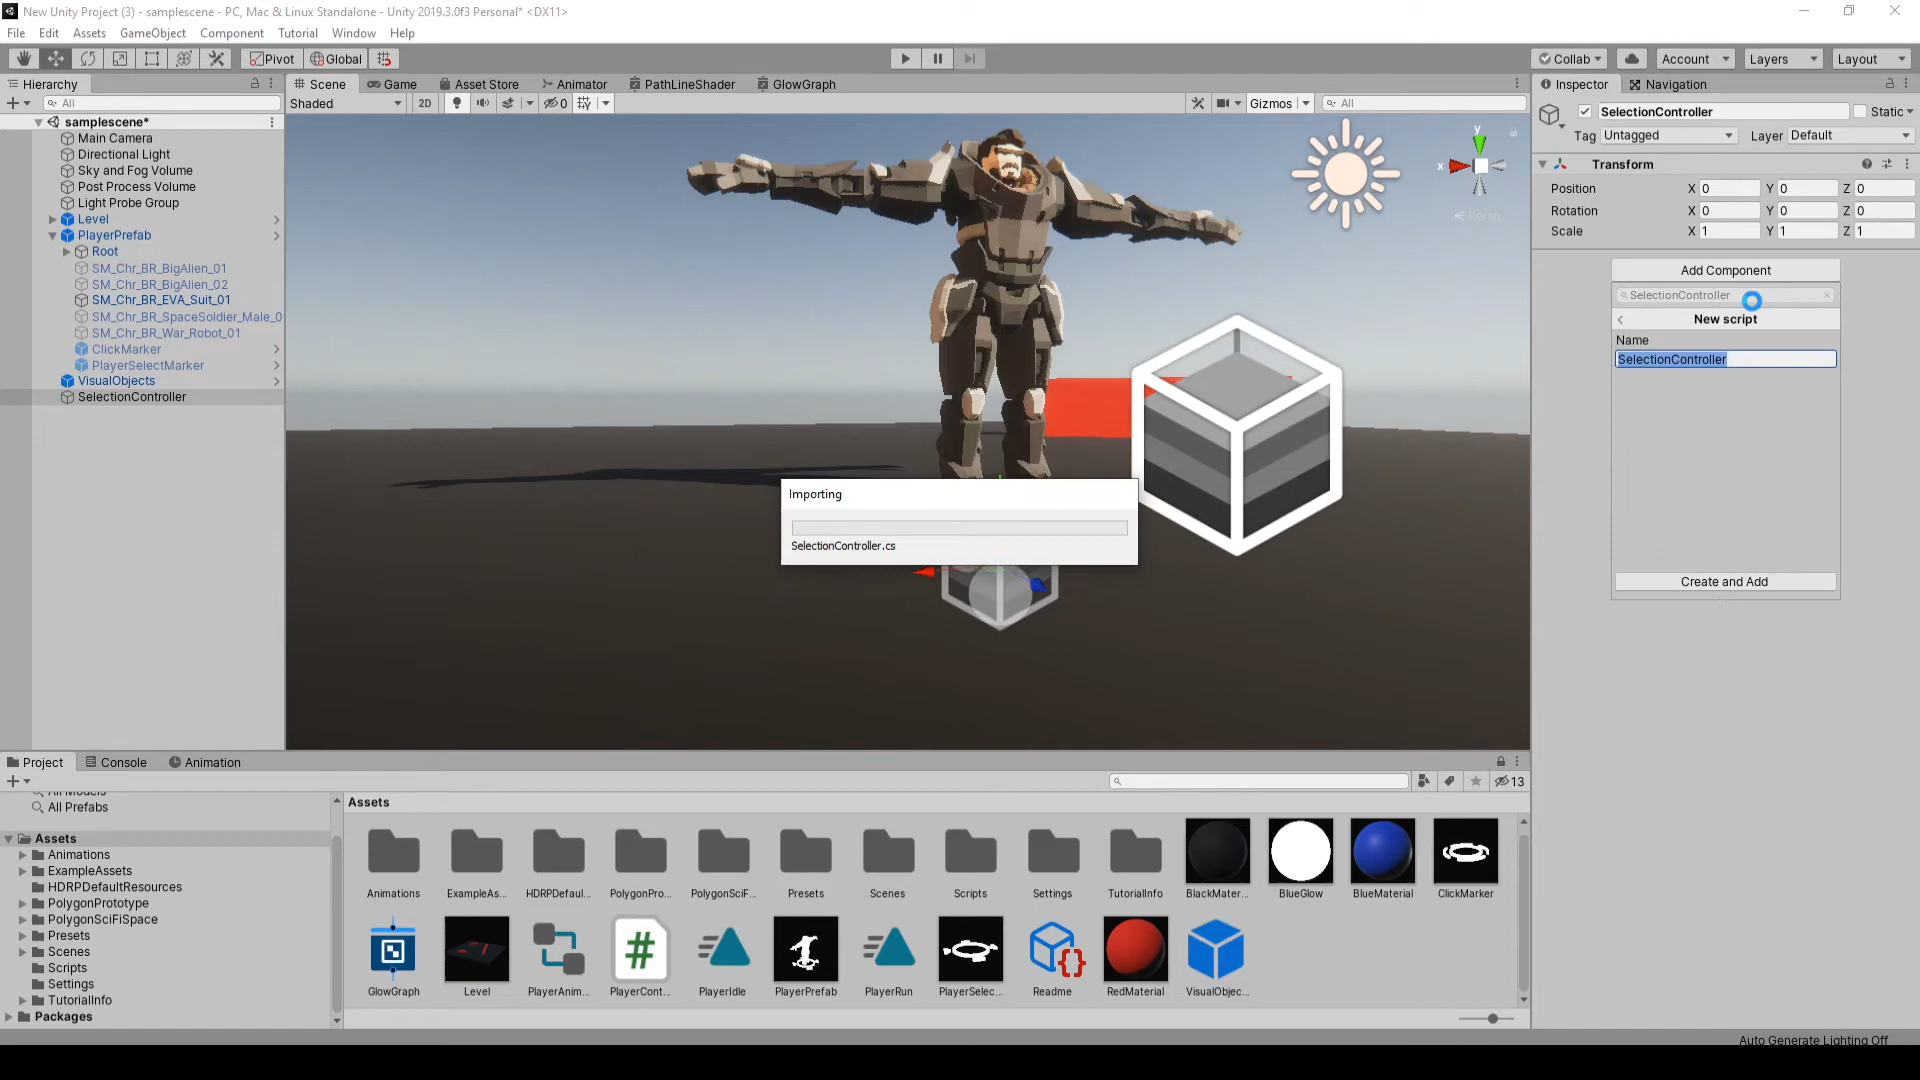 New Unity Project (3) - samplescene - PC, Mac & Linux Standalone - Unity 2019.3.0f3 Personal* <DX11>
File Edit Assets GameObject Component Tutorial Window Help
Pivot Global Collab Account Layers Layout
Hierarchy Scene Game Asset Store Animator PathLineShader GlowGraph Inspector Navigation
All Shaded 2D 0 Gizmos All
samplescene*
Main Camera
Directional Light
Sky and Fog Volume
Post Process Volume
Light Probe Group
Level
PlayerPrefab
Root
SM_Chr_BR_BigAlien_01
SM_Chr_BR_BigAlien_02
SM_Chr_BR_EVA_Suit_01
SM_Chr_BR_SpaceSoldier_Male_0
SM_Chr_BR_War_Robot_01
ClickMarker
PlayerSelectMarker
VisualObjects
SelectionController
y
x
Persp
Importing
SelectionController.cs
SelectionController Static
Tag Untagged Layer Default
Transform
Position X 0 Y 0 Z 0
Rotation X 0 Y 0 Z 0
Scale X 1 Y 1 Z 1
Add Component
SelectionController
New script
Name
SelectionController
Create and Add
Project Console Animation
13
All Models
All Prefabs
Assets
Animations
ExampleAssets
HDRPDefaultResources
PolygonPrototype
PolygonSciFiSpace
Presets
Scenes
Scripts
Settings
TutorialInfo
Packages
Assets
Animations ExampleAs... HDRPDefaul... PolygonPro... PolygonSciF... Presets Scenes Scripts Settings TutorialInfo BlackMater... BlueGlow BlueMaterial ClickMarker
GlowGraph Level PlayerAnim... PlayerCont... PlayerIdle PlayerPrefab PlayerRun PlayerSelec... Readme RedMaterial VisualObjec...
Auto Generate Lighting Off